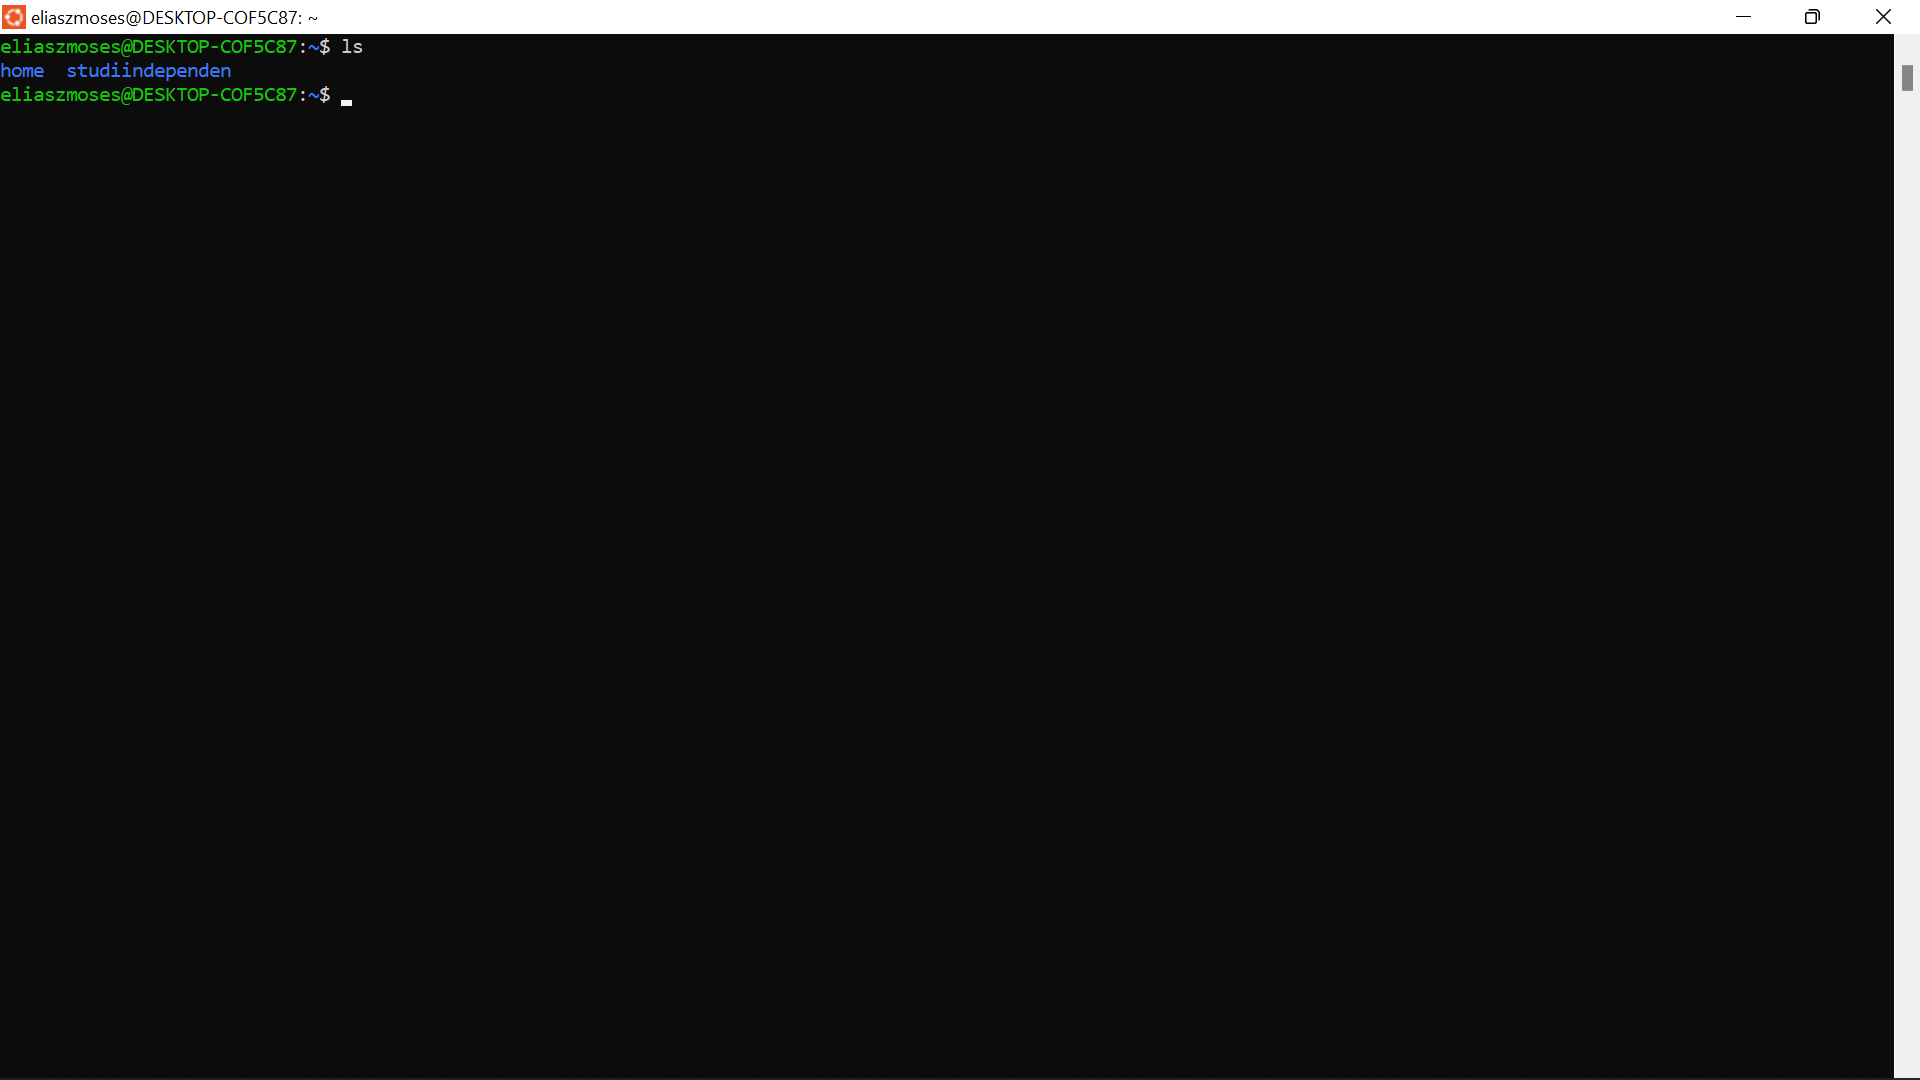 eliaszmoses@DESKTOP-COF5C87: ~
eliaszmoses@DESKTOP-COF5C87:~$ ls
home  studiindependen
eliaszmoses@DESKTOP-COF5C87:~$